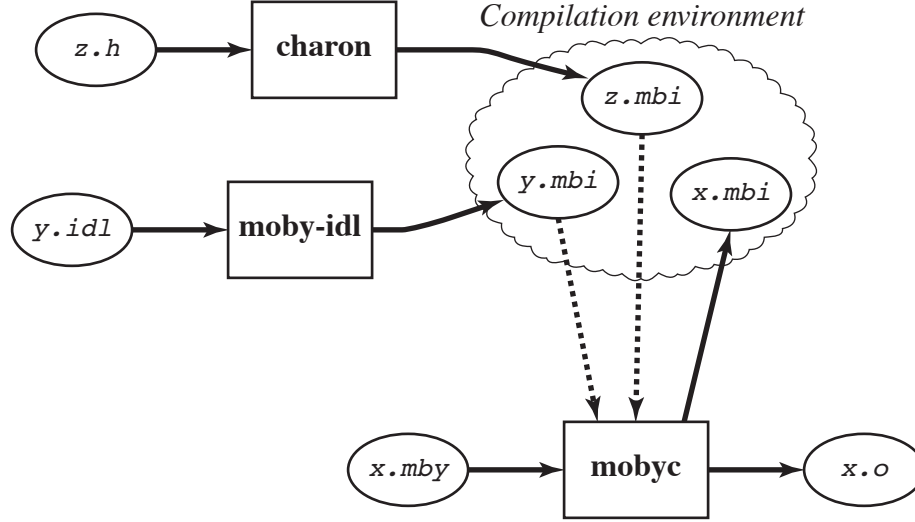 Compilation environment
z.h
charon
z.mbi
y.mbi
x.mbi
y.idl
moby-idl
x.mby
mobyc
x.o